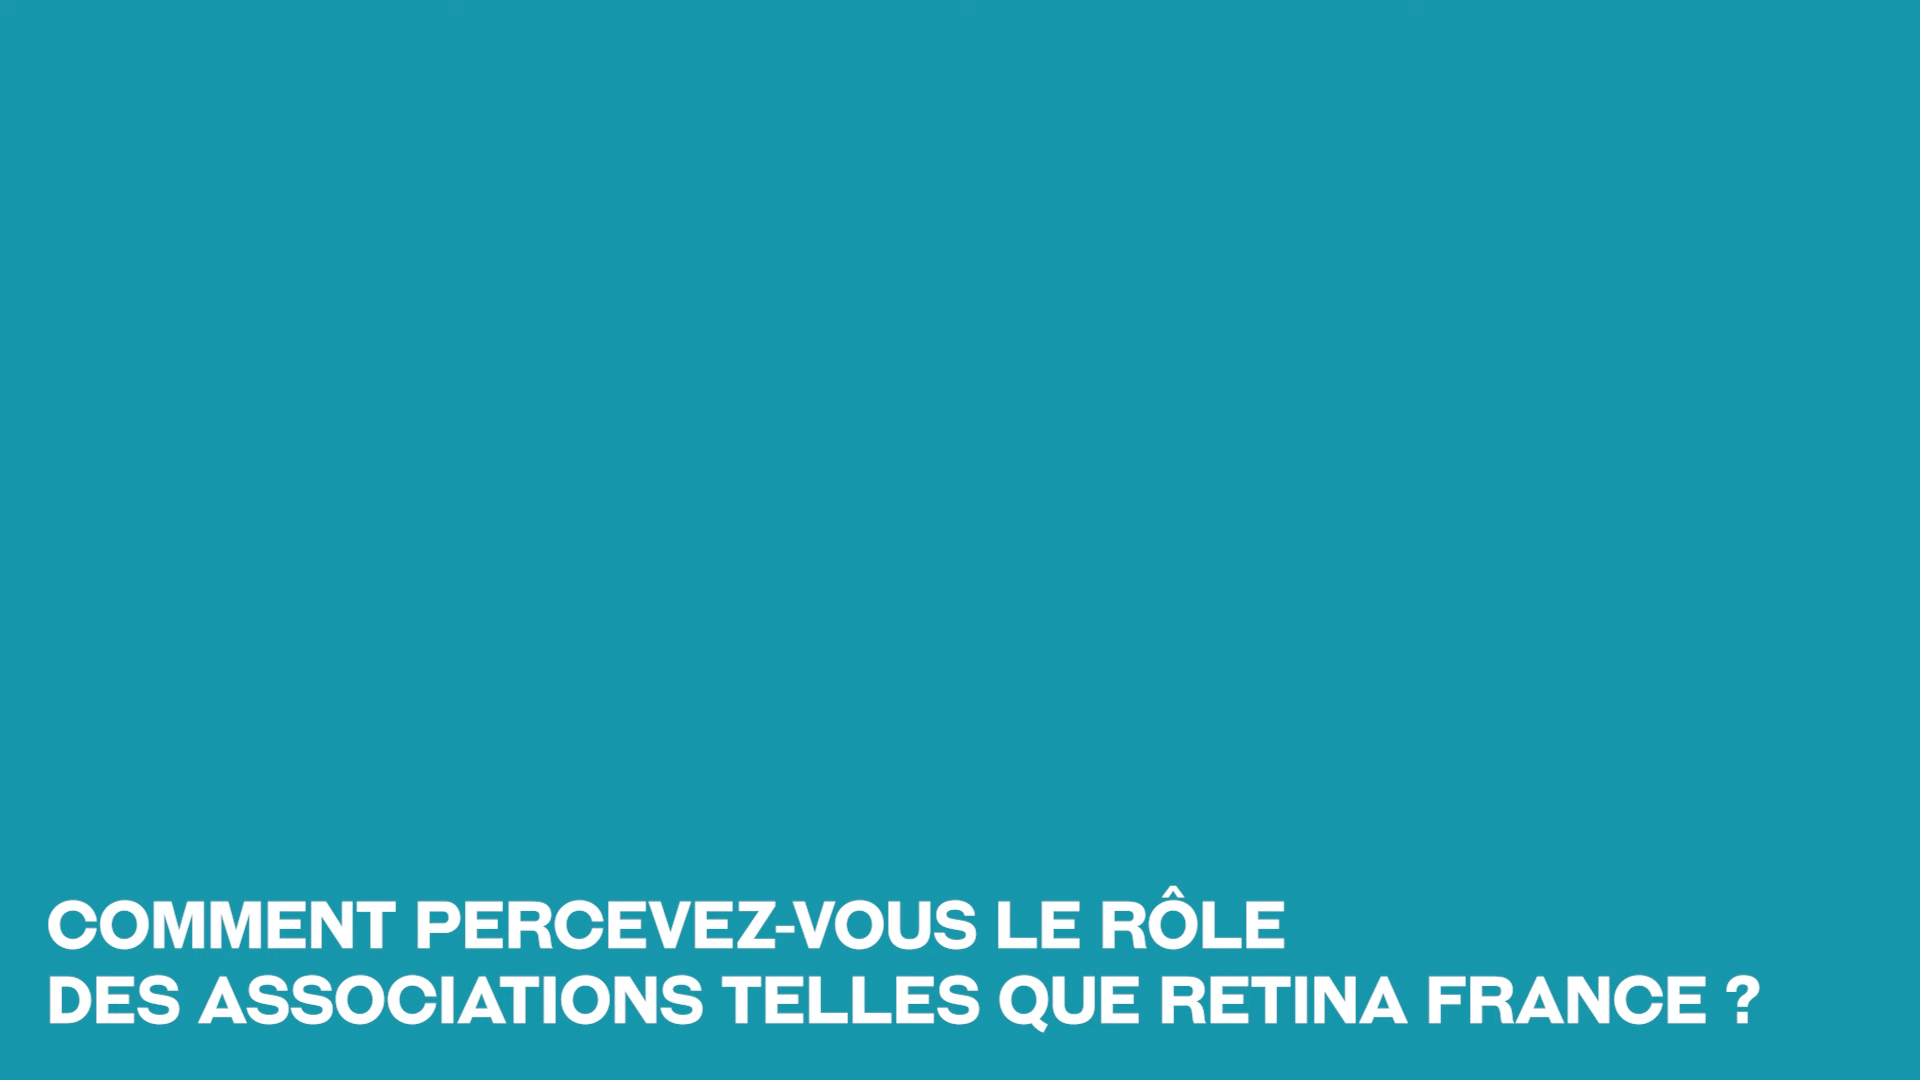 COMMENT PERCEVEZ-VOUS LE RÔLE
DES ASSOCIATIONS TELLES QUE RETINA FRANCE ?